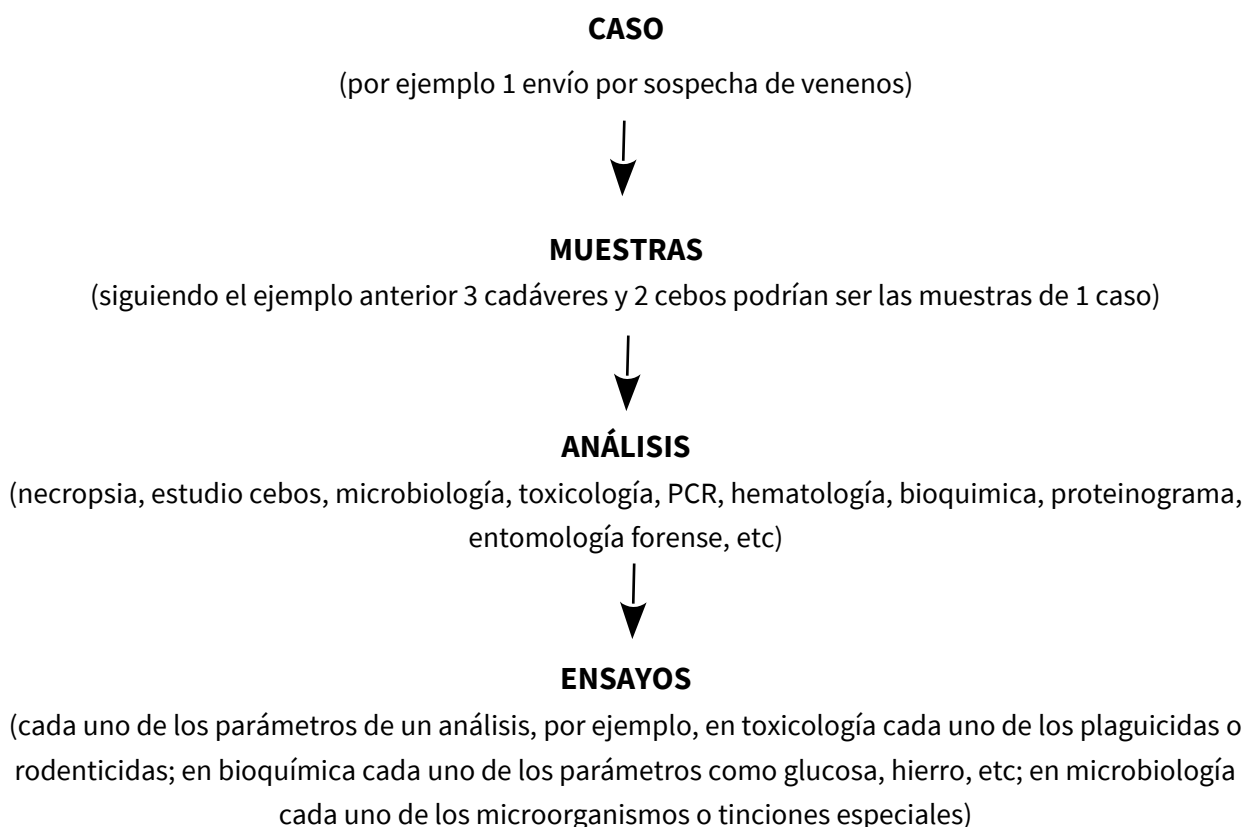 CASO
(por ejemplo 1 envío por sospecha de venenos)
MUESTRAS
(siguiendo el ejemplo anterior 3 cadáveres y 2 cebos podrían ser las muestras de 1 caso)
ANÁLISIS
(necropsia, estudio cebos, microbiología, toxicología, PCR, hematología, bioquimica, proteinograma,
entomología forense, etc)
ENSAYOS
(cada uno de los parámetros de un análisis, por ejemplo, en toxicología cada uno de los plaguicidas o
rodenticidas; en bioquímica cada uno de los parámetros como glucosa, hierro, etc; en microbiología
cada uno de los microorganismos o tinciones especiales)